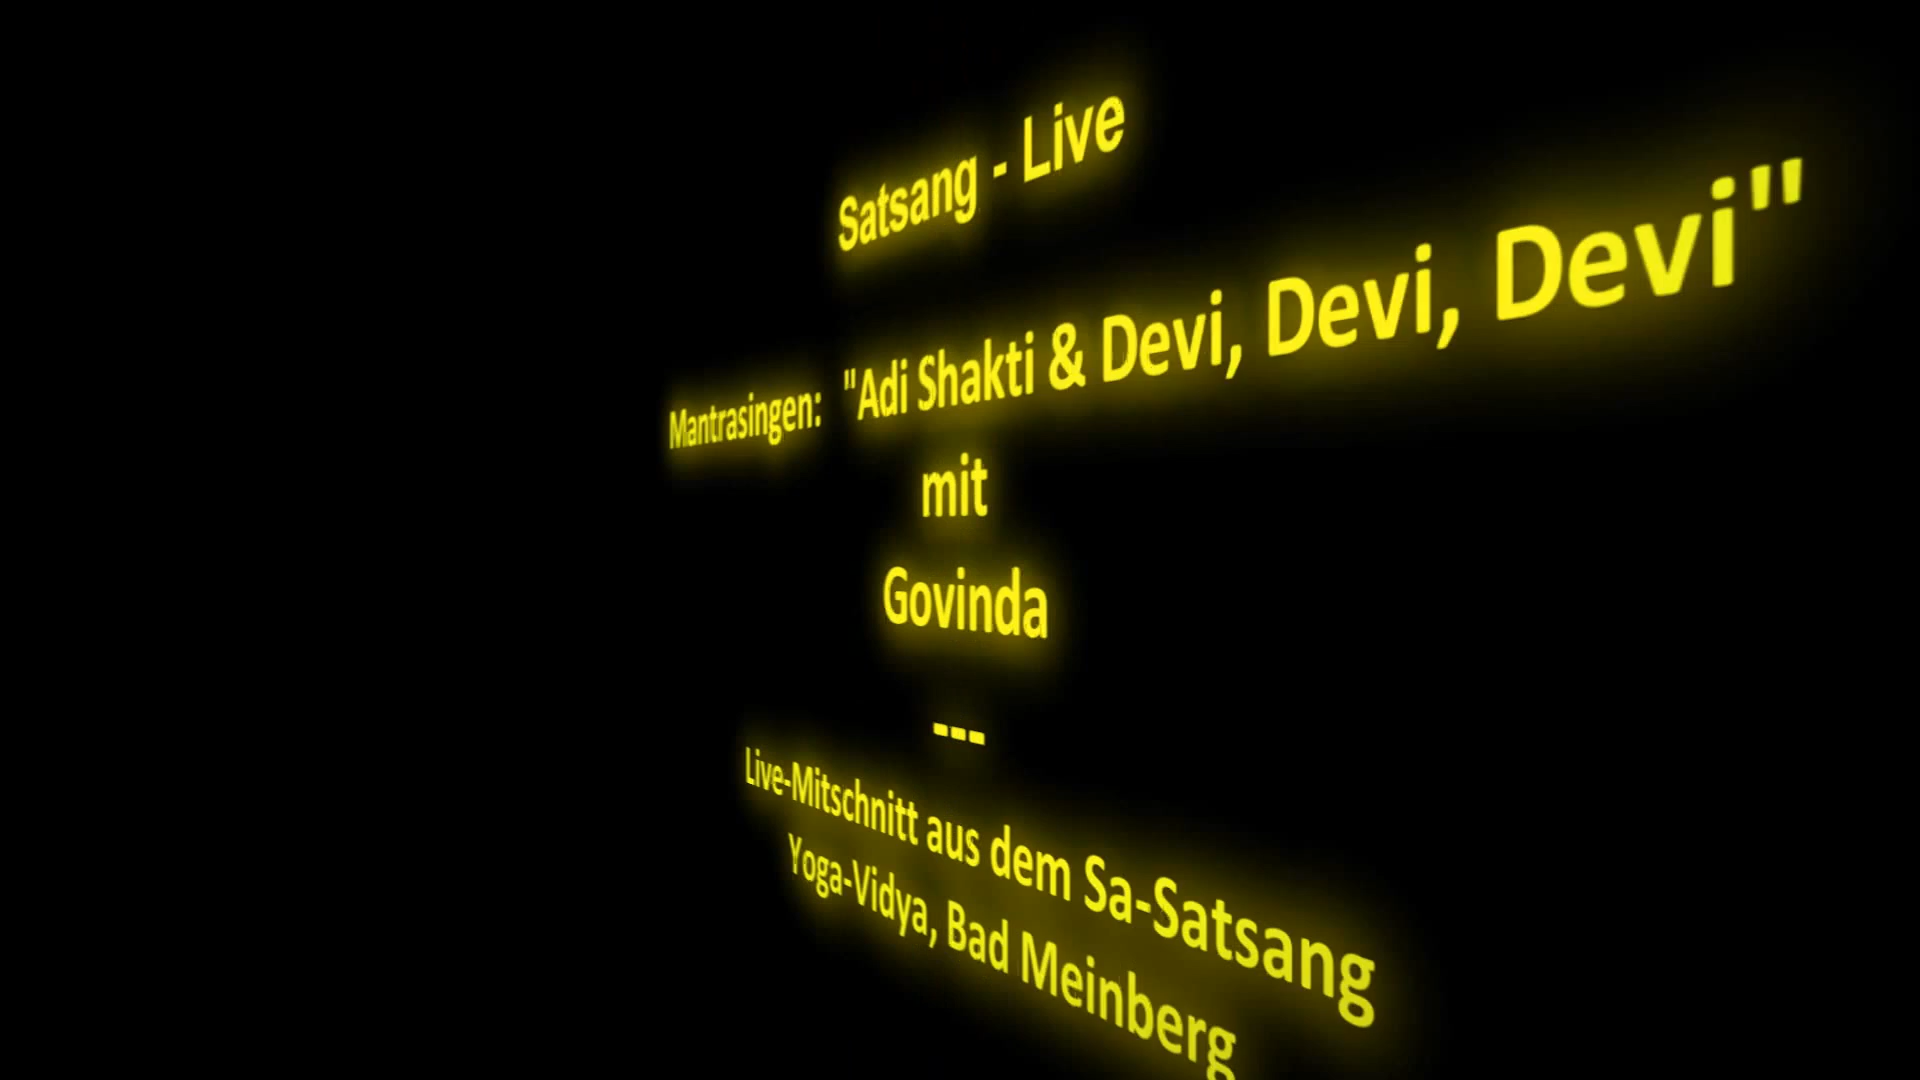 Satsang - Live
Mantrasingen: "Adi Shakti & Devi, Devi, Devi"
mit
Govinda
---
Live-Mitschnitt aus dem Sa-Satsang
Yoga-Vidya, Bad Meinberg